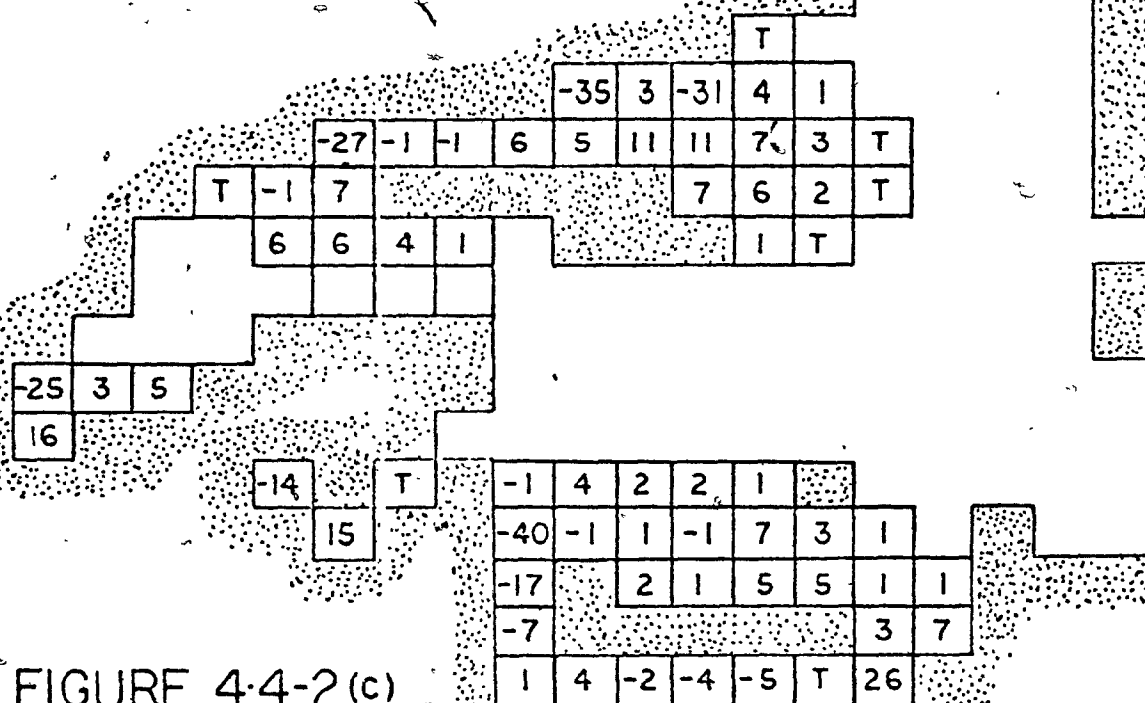 T
-35 3 -31 4 1
-27 -1 -1 6 5 11 11 7 3 T
T -1 7 7 6 2 T
6 6 4 1 1 T
-25 3 5
16
-14 T -1 4 2 2 1
15 -40 -1 1 -1 7 3 1
-17 2 1 5 5 1 1
-7 3 7
1 4 -2 -4 -5 T 26
FIGURE 4·4-2(c)